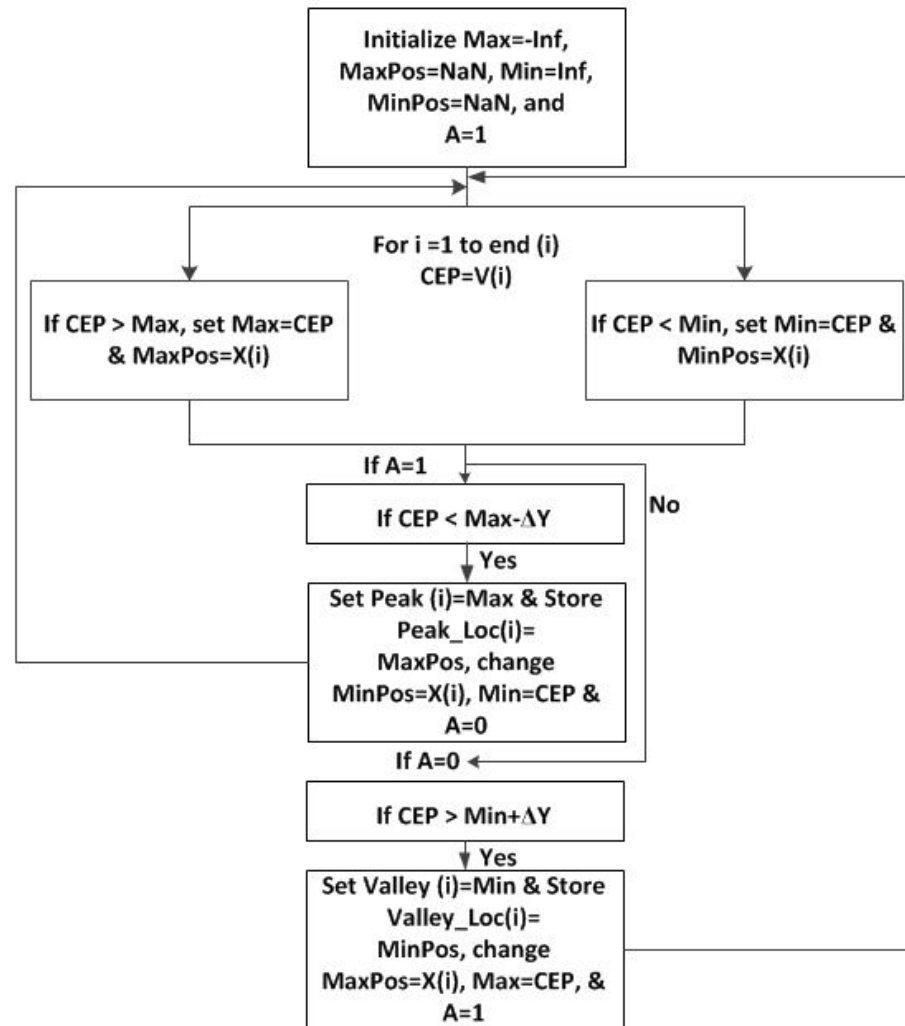 Initialize Max=-Inf,
MaxPos=NaN, Min=Inf,
MinPos=NaN, and
A=1
For i =1 to end (i)
CEP=V(i)
If CEP > Max, set Max=CEP
& MaxPos=X(i)
If CEP < Min, set Min=CEP &
MinPos=X(i)
If A=1
No
If CEP < Max-ΔY
Yes
Set Peak (i)=Max & Store
Peak_Loc(i)=
MaxPos, change
MinPos=X(i), Min=CEP &
A=0
If A=0
If CEP > Min+ΔY
Yes
Set Valley (i)=Min & Store
Valley_Loc(i)=
MinPos, change
MaxPos=X(i), Max=CEP, &
A=1